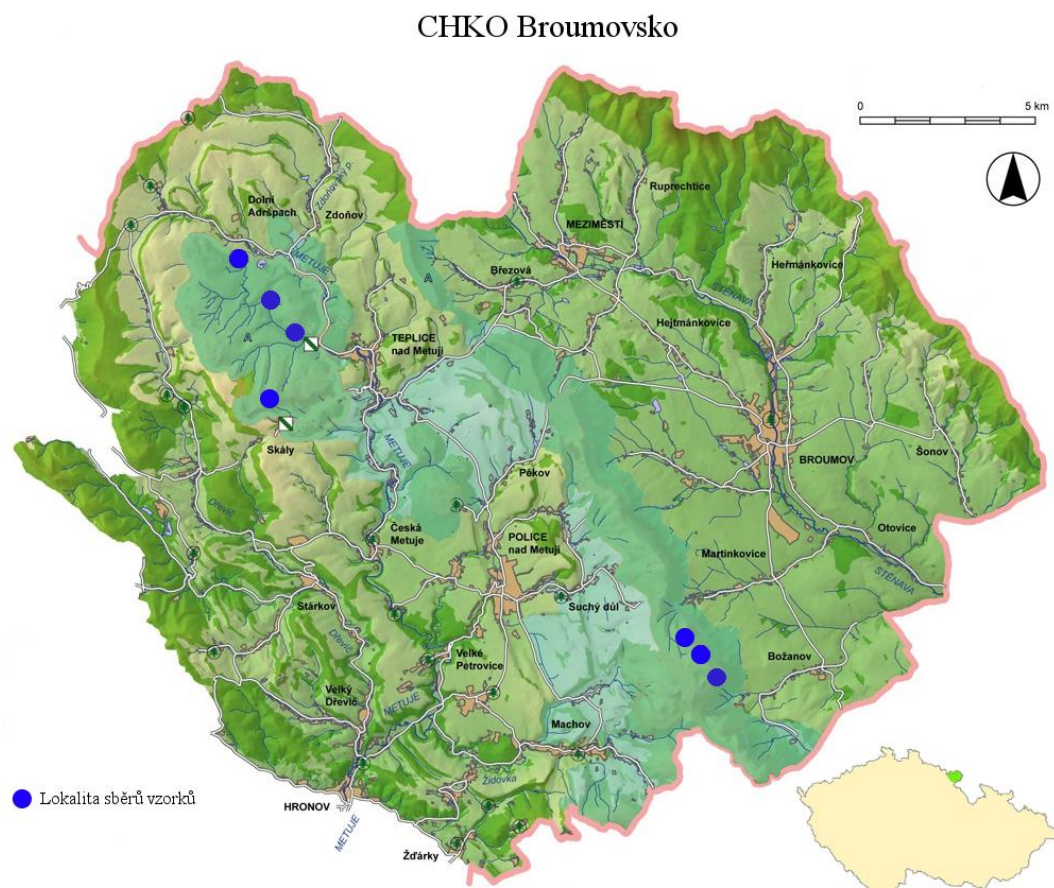 CHKO Broumovsko
0 5 km
Ruprechtice
Dolní
Adršpach
Zdoňovský p.
Zdoňov
MEZIMĚSTÍ
METUJE
A
Březová
Heřmánkovice
STĚNAVA
Hejtmánkovice
A
TEPLICE
nad Metují
METUJE
Skály
BROUMOV
Šonov
Pěkov
Dřevíč
Česká
Metuje
POLICE
nad Metují
Otovice
Martinkovice
STĚNAVA
Stárkov
Suchý důl
Dřevíč
Velké
Petrovice
Božanov
Velký
Dřevíč
METUJE
Machov
Židovka
Lokalita sběrů vzorků
HRONOV
METUJE
Žďárky